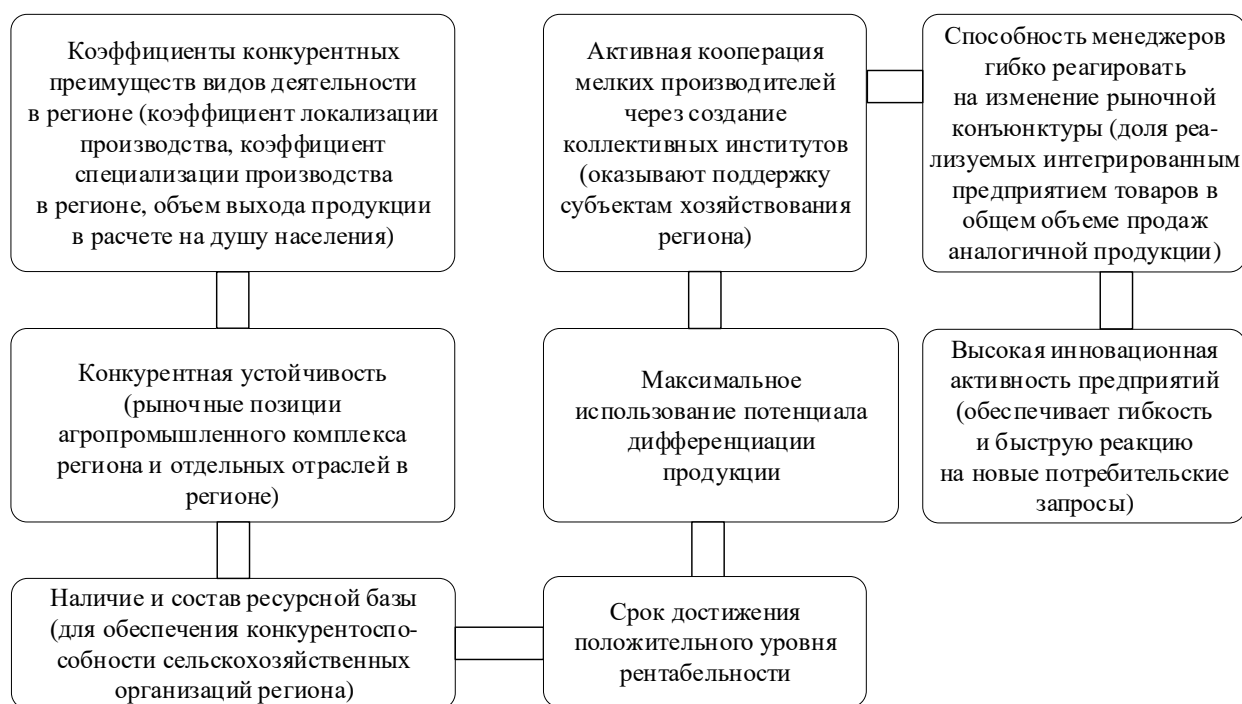 Коэффициенты конкурентных
преимуществ видов деятельности
в регионе (коэффициент локализации
производства, коэффициент
специализации производства
в регионе, объем выхода продукции
в расчете на душу населения)
Конкурентная устойчивость
(рыночные позиции
агропромышленного комплекса
региона и отдельных отраслей в
регионе)
Наличие и состав ресурсной базы
(для обеспечения конкурентоспо-
собности сельскохозяйственных
организаций региона)
Срок достижения
положительного уровня
рентабельности
Максимальное
использование потенциала
дифференциации
продукции
Активная кооперация
мелких производителей
через создание
коллективных институтов
(оказывают поддержку
субъектам хозяйствования
региона)
Способность менеджеров
гибко реагировать
на изменение рыночной
конъюнктуры (доля реа-
лизуемых интегрированным
предприятием товаров в
общем объеме продаж
аналогичной продукции)
Высокая инновационная
активность предприятий
(обеспечивает гибкость
и быструю реакцию
на новые потребительские
запросы)